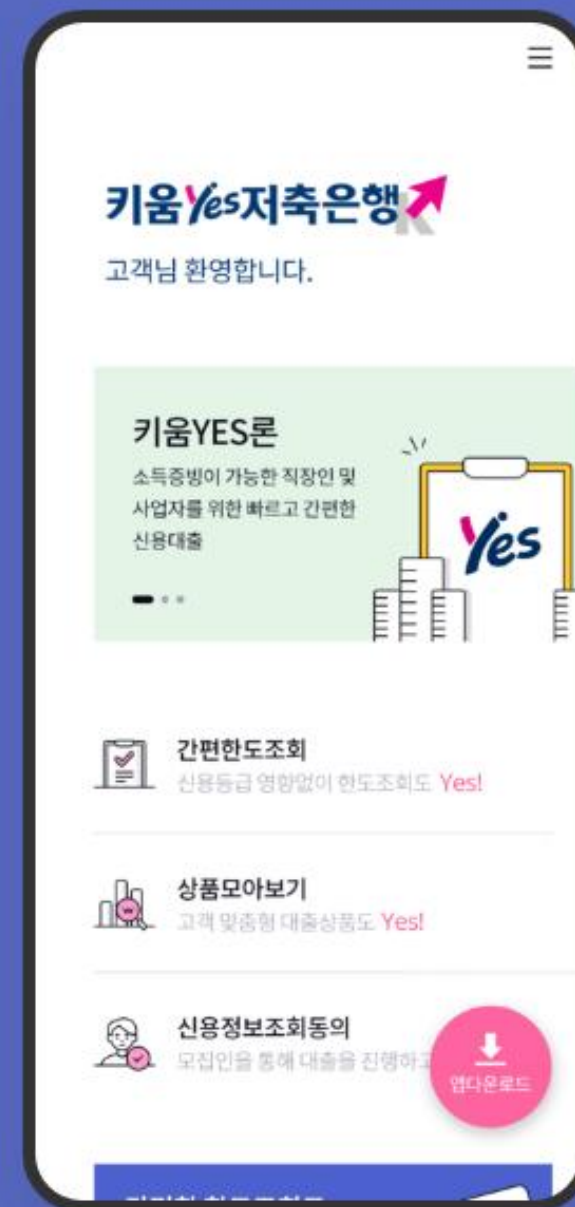 키움Yes저축은행
고객님 환영합니다.
키움YES론
소득증빙이 가능한 직장인 및
사업자를 위한 빠르고 간편한
신용대출
Yes
간편한도조회
신용등급 영향없이 한도조회도 Yes!
상품모아보기
고객 맞춤형 대출상품도 Yes!
신용정보조회동의
모집인을 통해 대출을 진행하고
앱다운로드